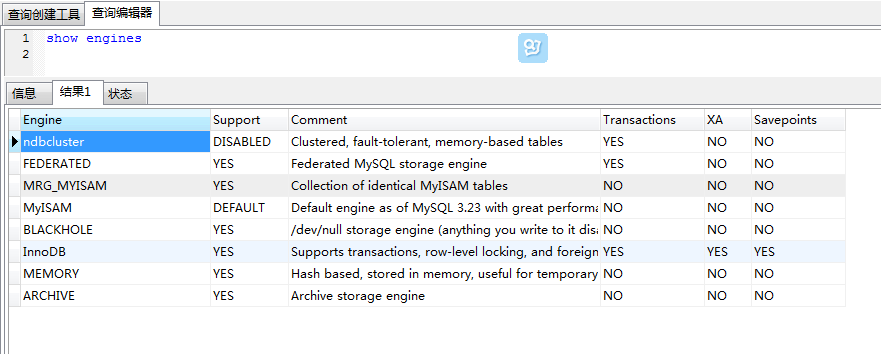 查询创建工具 查询编辑器
1 show engines
2
信息 结果1 状态
Engine Support Comment Transactions XA Savepoints
ndbcluster DISABLED Clustered, fault-tolerant, memory-based tables YES NO NO
FEDERATED YES Federated MySQL storage engine YES NO NO
MRG_MYISAM YES Collection of identical MyISAM tables NO NO NO
MyISAM DEFAULT Default engine as of MySQL 3.23 with great performa NO NO NO
BLACKHOLE YES /dev/null storage engine (anything you write to it disa NO NO NO
InnoDB YES Supports transactions, row-level locking, and foreign YES YES YES
MEMORY YES Hash based, stored in memory, useful for temporary NO NO NO
ARCHIVE YES Archive storage engine NO NO NO